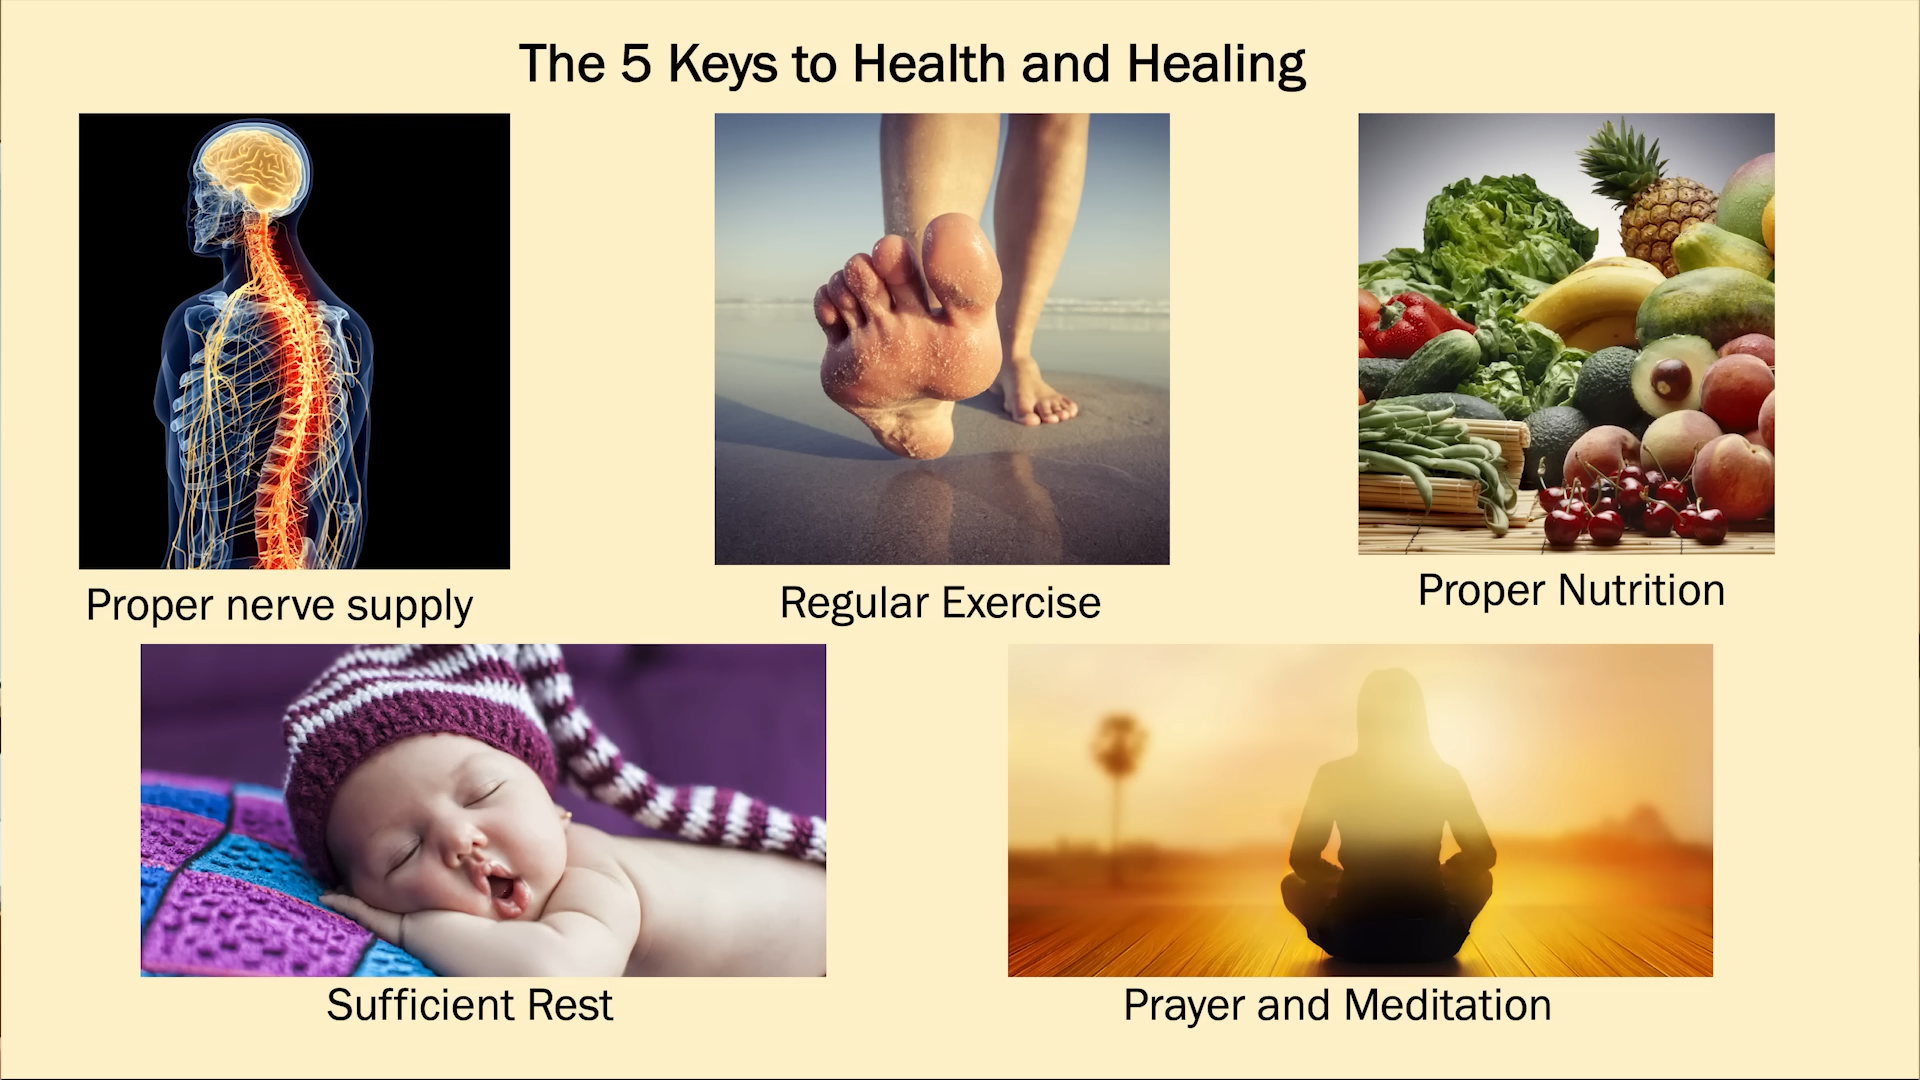 The 5 Keys to Health and Healing
Proper nerve supply
Regular Exercise
Proper Nutrition
Sufficient Rest
Prayer and Meditation